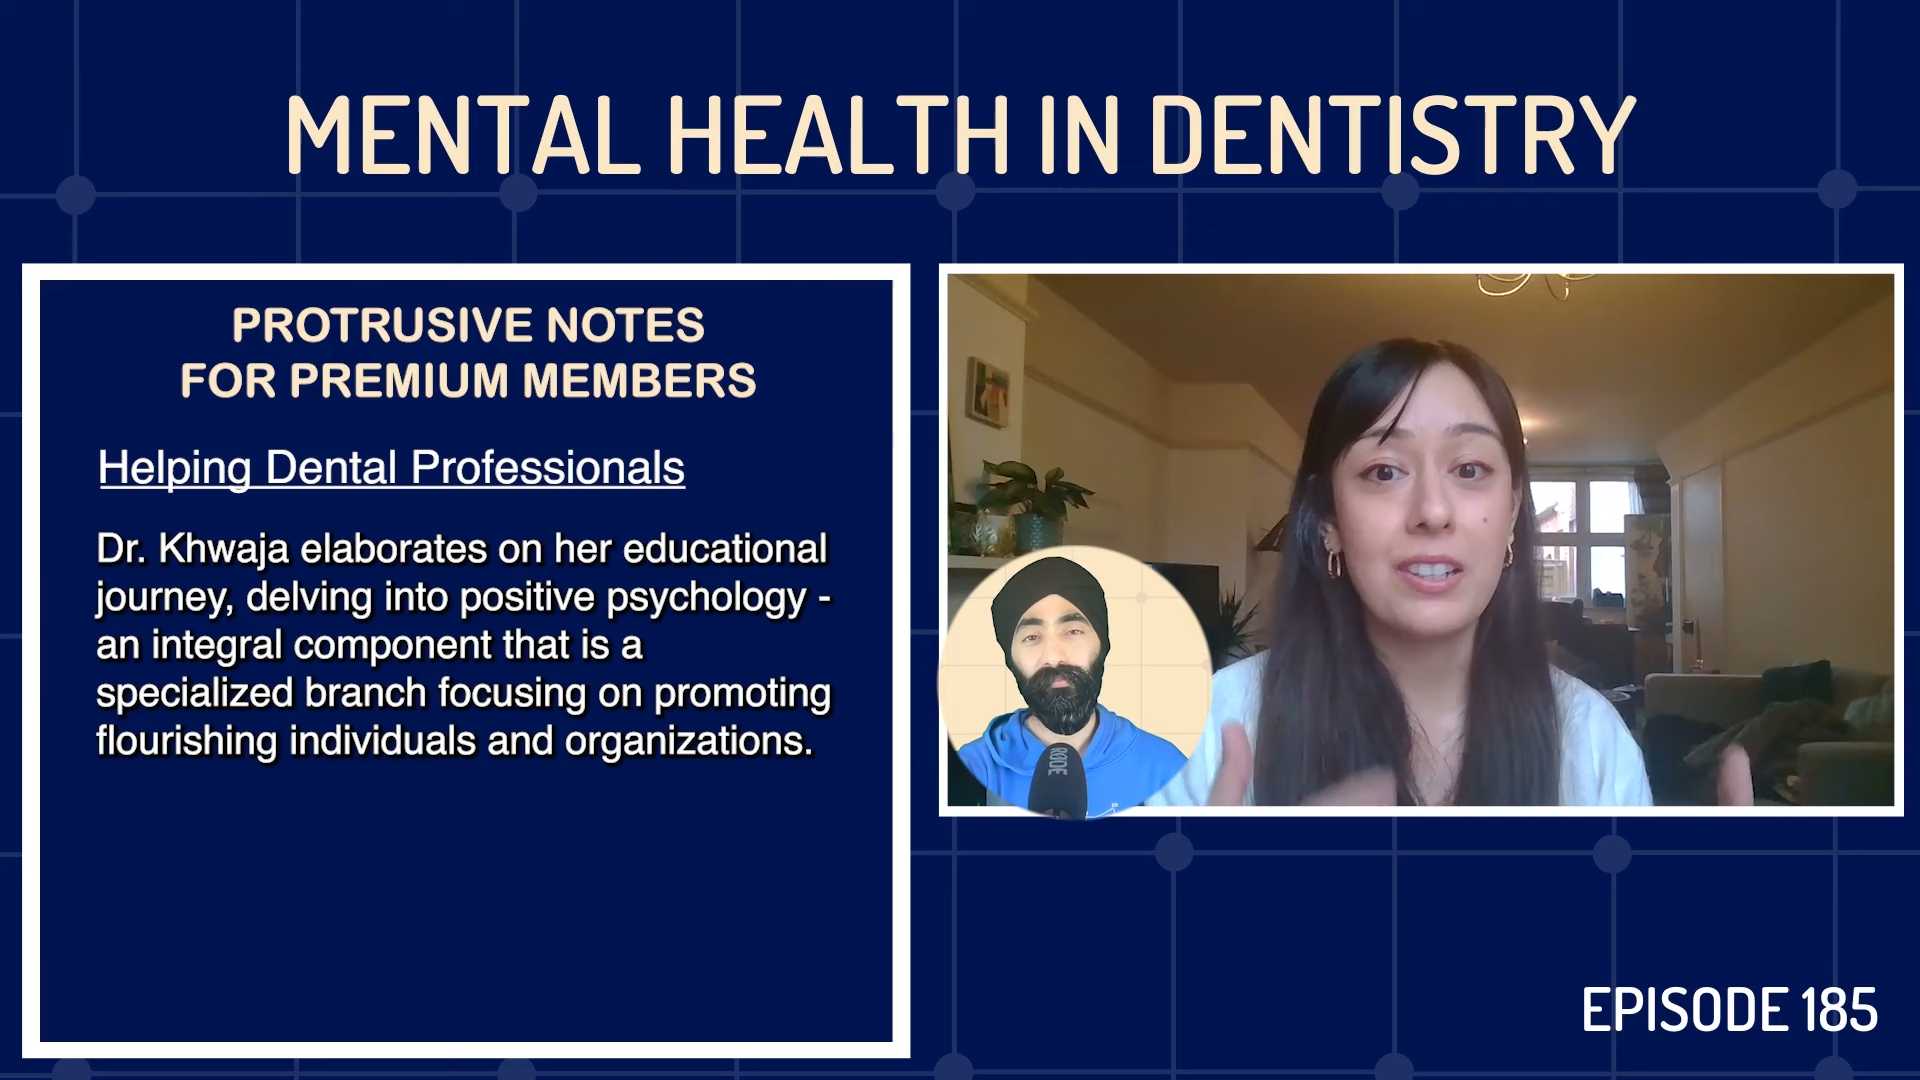 MENTAL HEALTH IN DENTISTRY
PROTRUSIVE NOTES
FOR PREMIUM MEMBERS
Helping Dental Professionals
Dr. Khwaja elaborates on her educational
journey, delving into positive psychology -
an integral component that is a
specialized branch focusing on promoting
flourishing individuals and organizations.
RODE
EPISODE 185